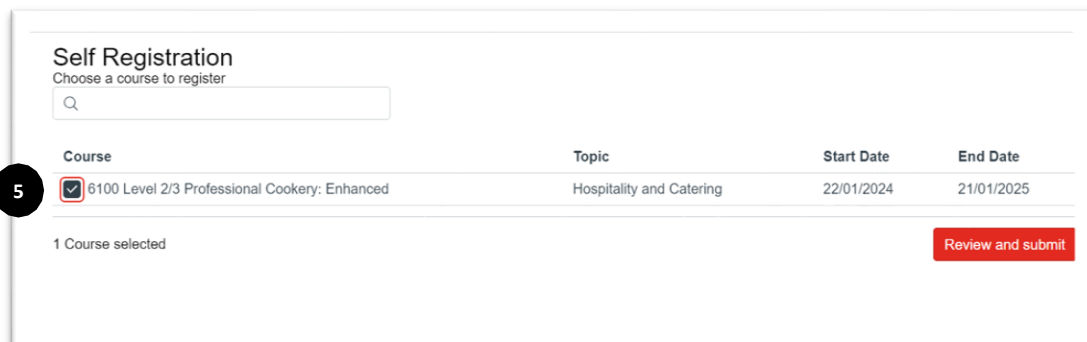 Self Registration
Choose a course to register
Course Topic Start Date End Date
5 6100 Level 2/3 Professional Cookery: Enhanced Hospitality and Catering 22/01/2024 21/01/2025
1 Course selected Review and submit